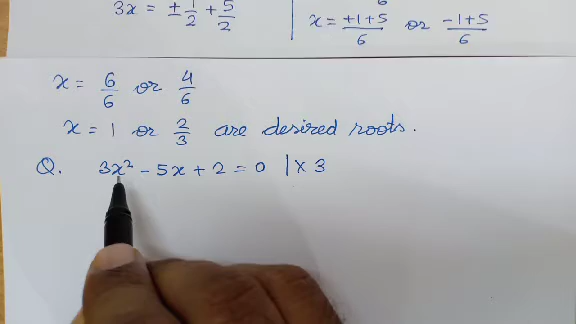 3x = ± 1/2 + 5/2
x = +1+5/6 or -1+5/6
x = 6/6 or 4/6
x = 1 or 2/3 are desired roots.
Q. 3x² - 5x + 2 = 0 | x 3